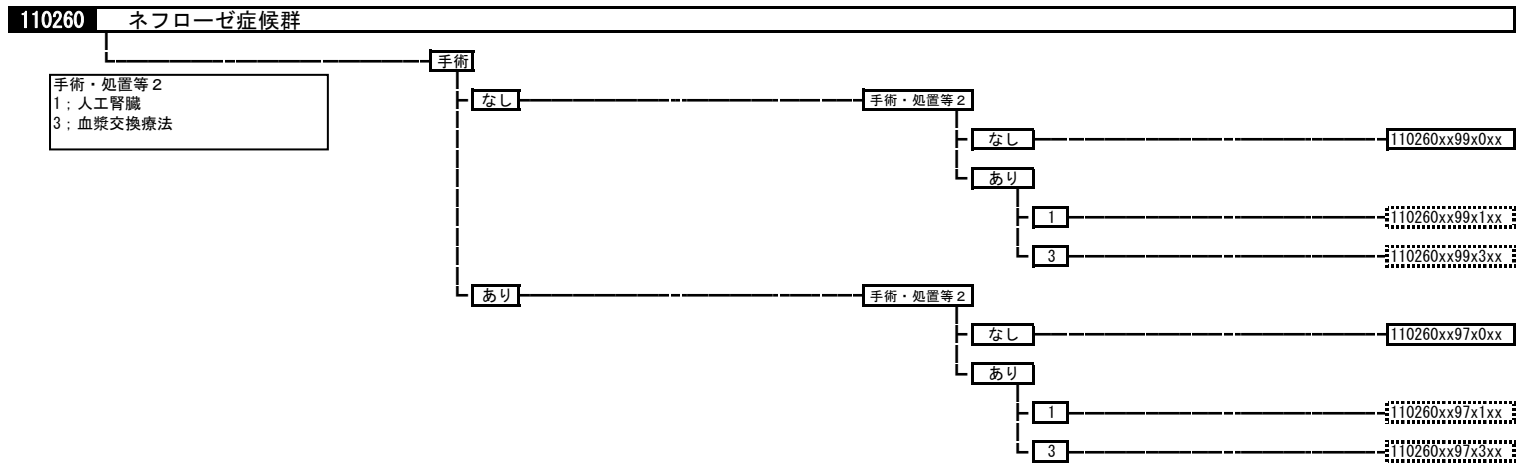 110260 ネフローゼ症候群
手術
手術・処置等２
1；人工腎臓
3；血漿交換療法
なし 手術・処置等２
なし 110260xx99x0xx
あり
1 110260xx99x1xx
3 110260xx99x3xx
あり 手術・処置等２
なし 110260xx97x0xx
あり
1 110260xx97x1xx
3 110260xx97x3xx